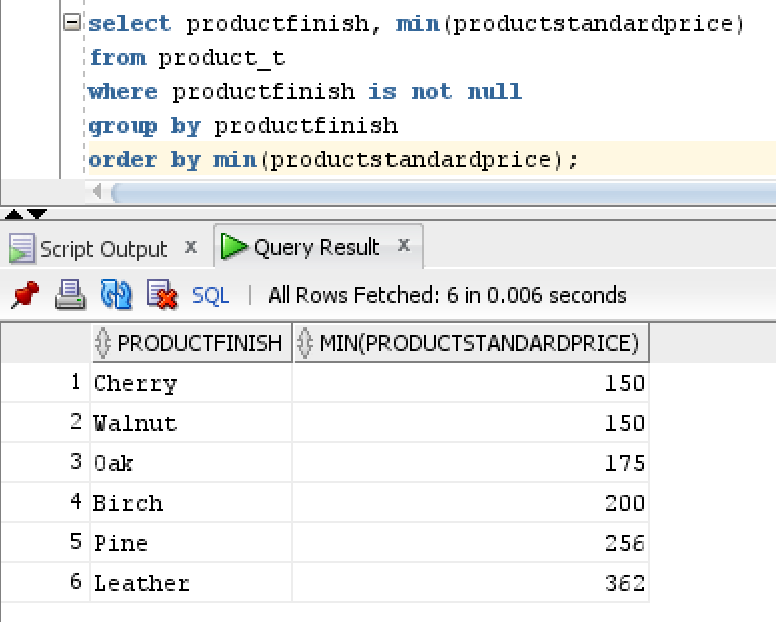 select productfinish, min(productstandardprice)
from product_t
where productfinish is not null
group by productfinish
order by min(productstandardprice);
Script Output x Query Result x
SQL | All Rows Fetched: 6 in 0.006 seconds
PRODUCTFINISH MIN(PRODUCTSTANDARDPRICE)
1 Cherry 150
2 Walnut 150
3 Oak 175
4 Birch 200
5 Pine 256
6 Leather 362